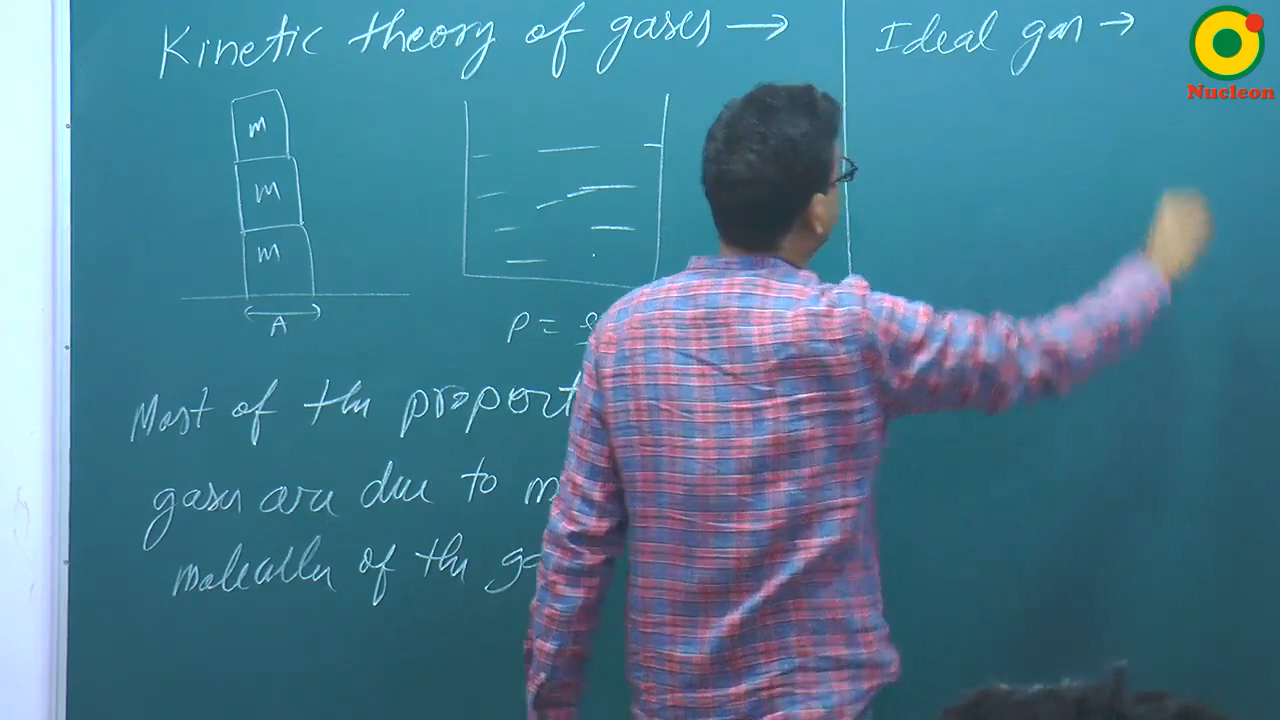 Kinetic theory of gases →
Ideal gas →
Nucleon
m
m
m
A
P =
Most of the propert
gases are due to m
molecules of the ga